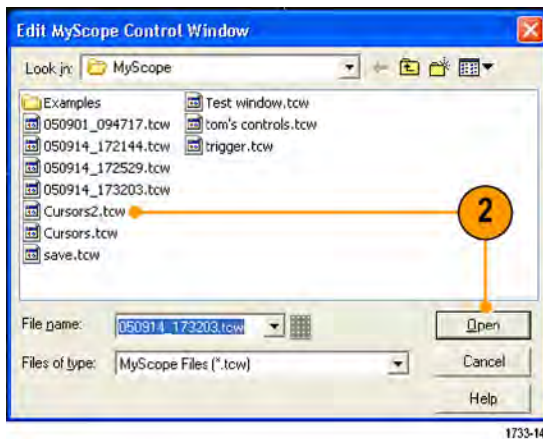 Edit MyScope Control Window
Look in: MyScope
Examples
050901_094717.tcw
050914_172144.tcw
050914_172529.tcw
050914_173203.tcw
Cursors2.tcw
Cursors.tcw
save.tcw
Test window.tcw
tom's controls.tcw
trigger.tcw
2
File name: 050914_173203.tcw
Open
Files of type: MyScope Files (*.tcw)
Cancel
Help
1733-14